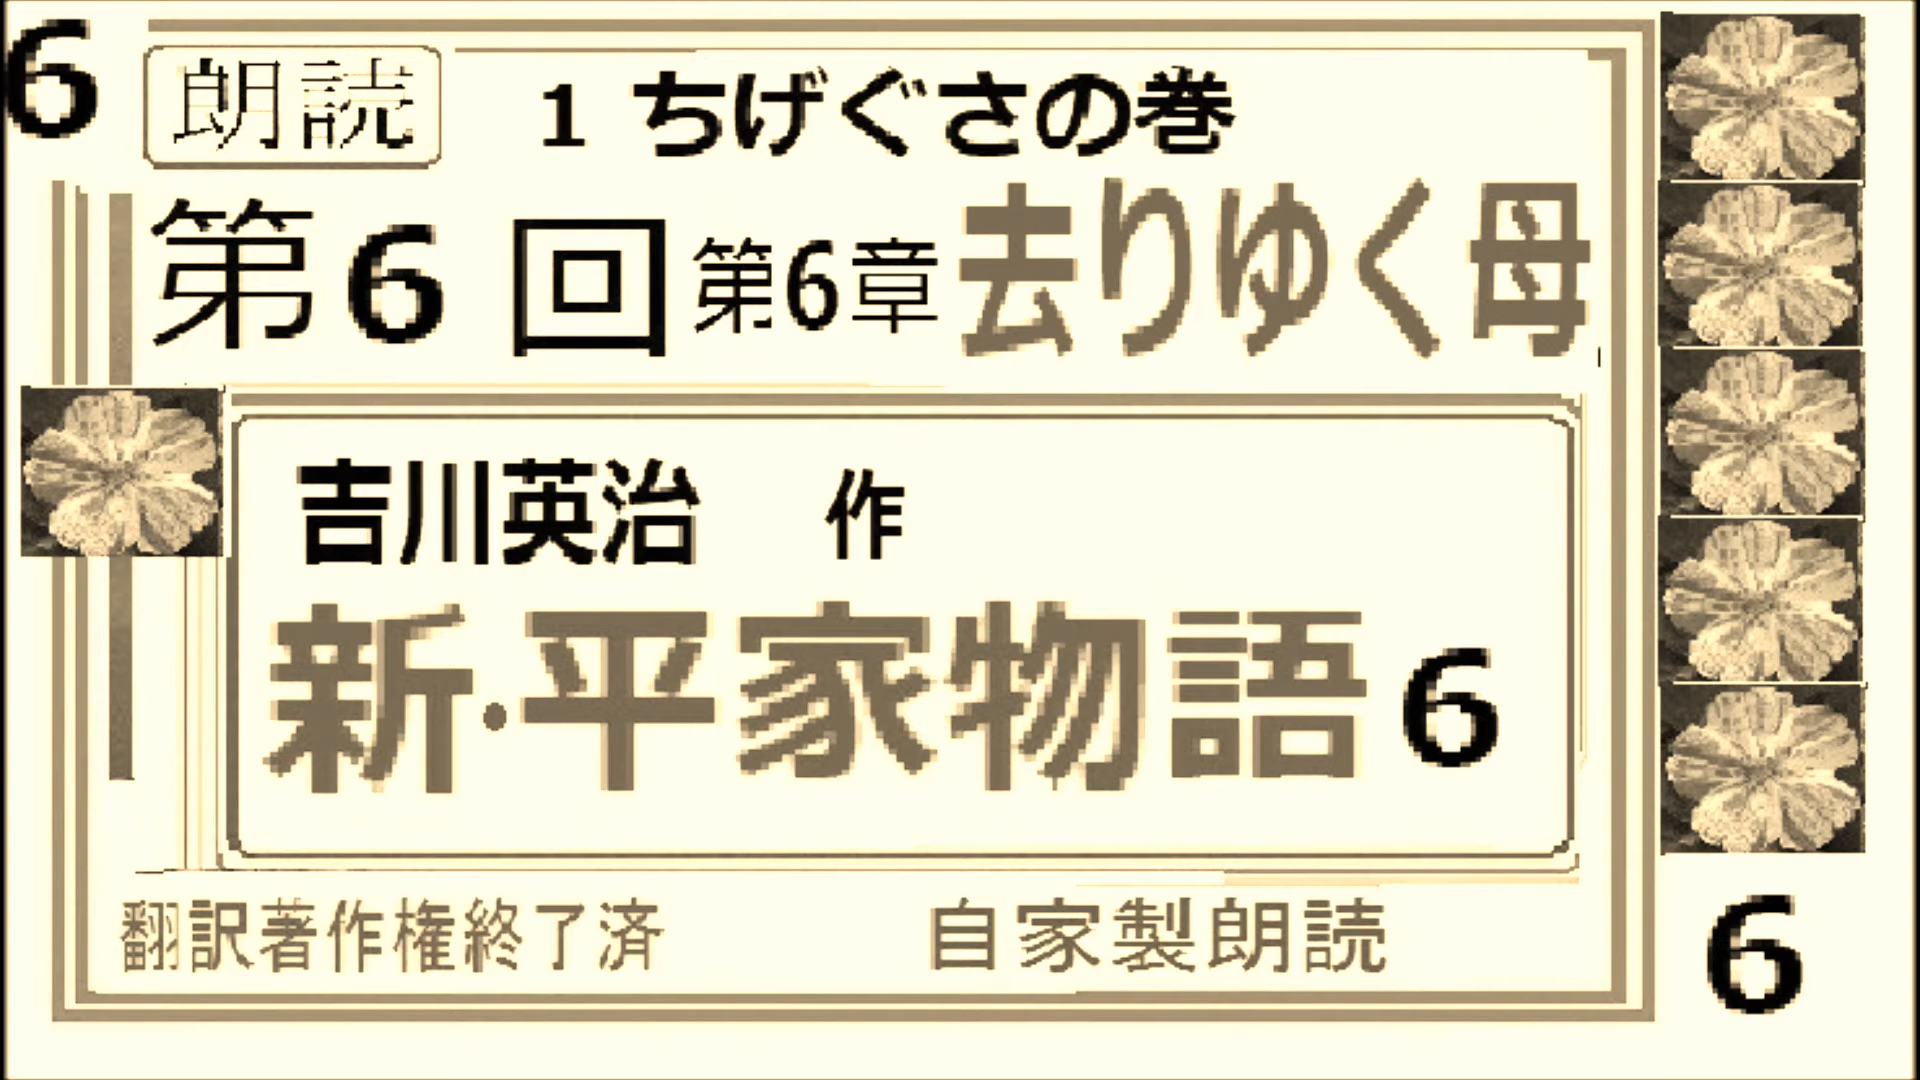 6
朗読 1 ちげぐさの巻
第6回 第6章 去りゆく母
吉川英治 作
新・平家物語 6
翻訳著作権終了済 自家製朗読
6